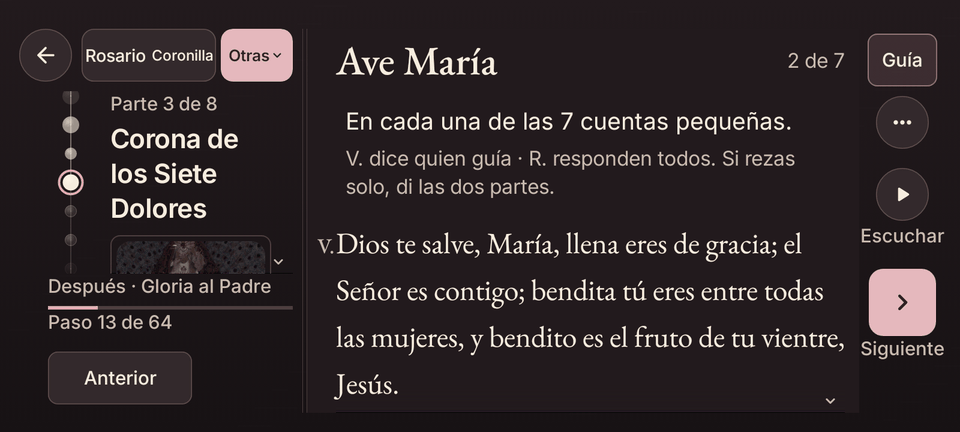 Rosario Coronilla Otras
Parte 3 de 8
Corona de
los Siete
Dolores
Después · Gloria al Padre
Paso 13 de 64
Anterior
Ave María
2 de 7
En cada una de las 7 cuentas pequeñas.
V. dice quien guía · R. responden todos. Si rezas
solo, di las dos partes.
V. Dios te salve, María, llena eres de gracia; el
Señor es contigo; bendita tú eres entre todas
las mujeres, y bendito es el fruto de tu vientre,
Jesús.
Guía
Escuchar
Siguiente